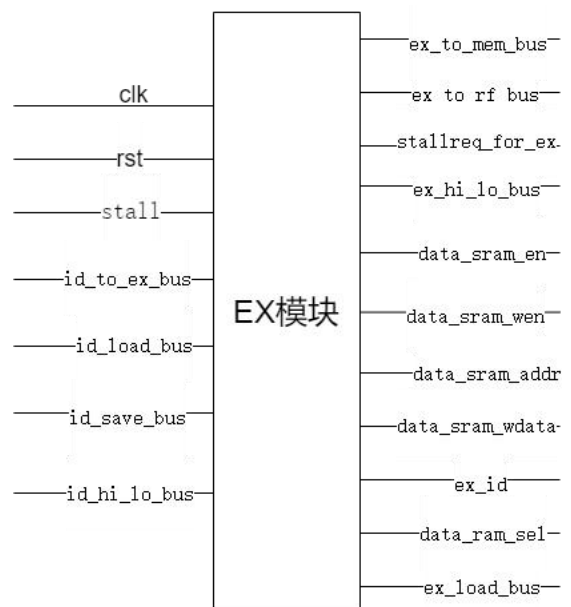 clk
rst
stall
id_to_ex_bus
id_load_bus
id_save_bus
id_hi_lo_bus
EX模块
ex_to_mem_bus
ex to rf bus
stallreq_for_ex
ex_hi_lo_bus
data_sram_en
data_sram_wen
data_sram_addr
data_sram_wdata
ex_id
data_ram_sel
ex_load_bus